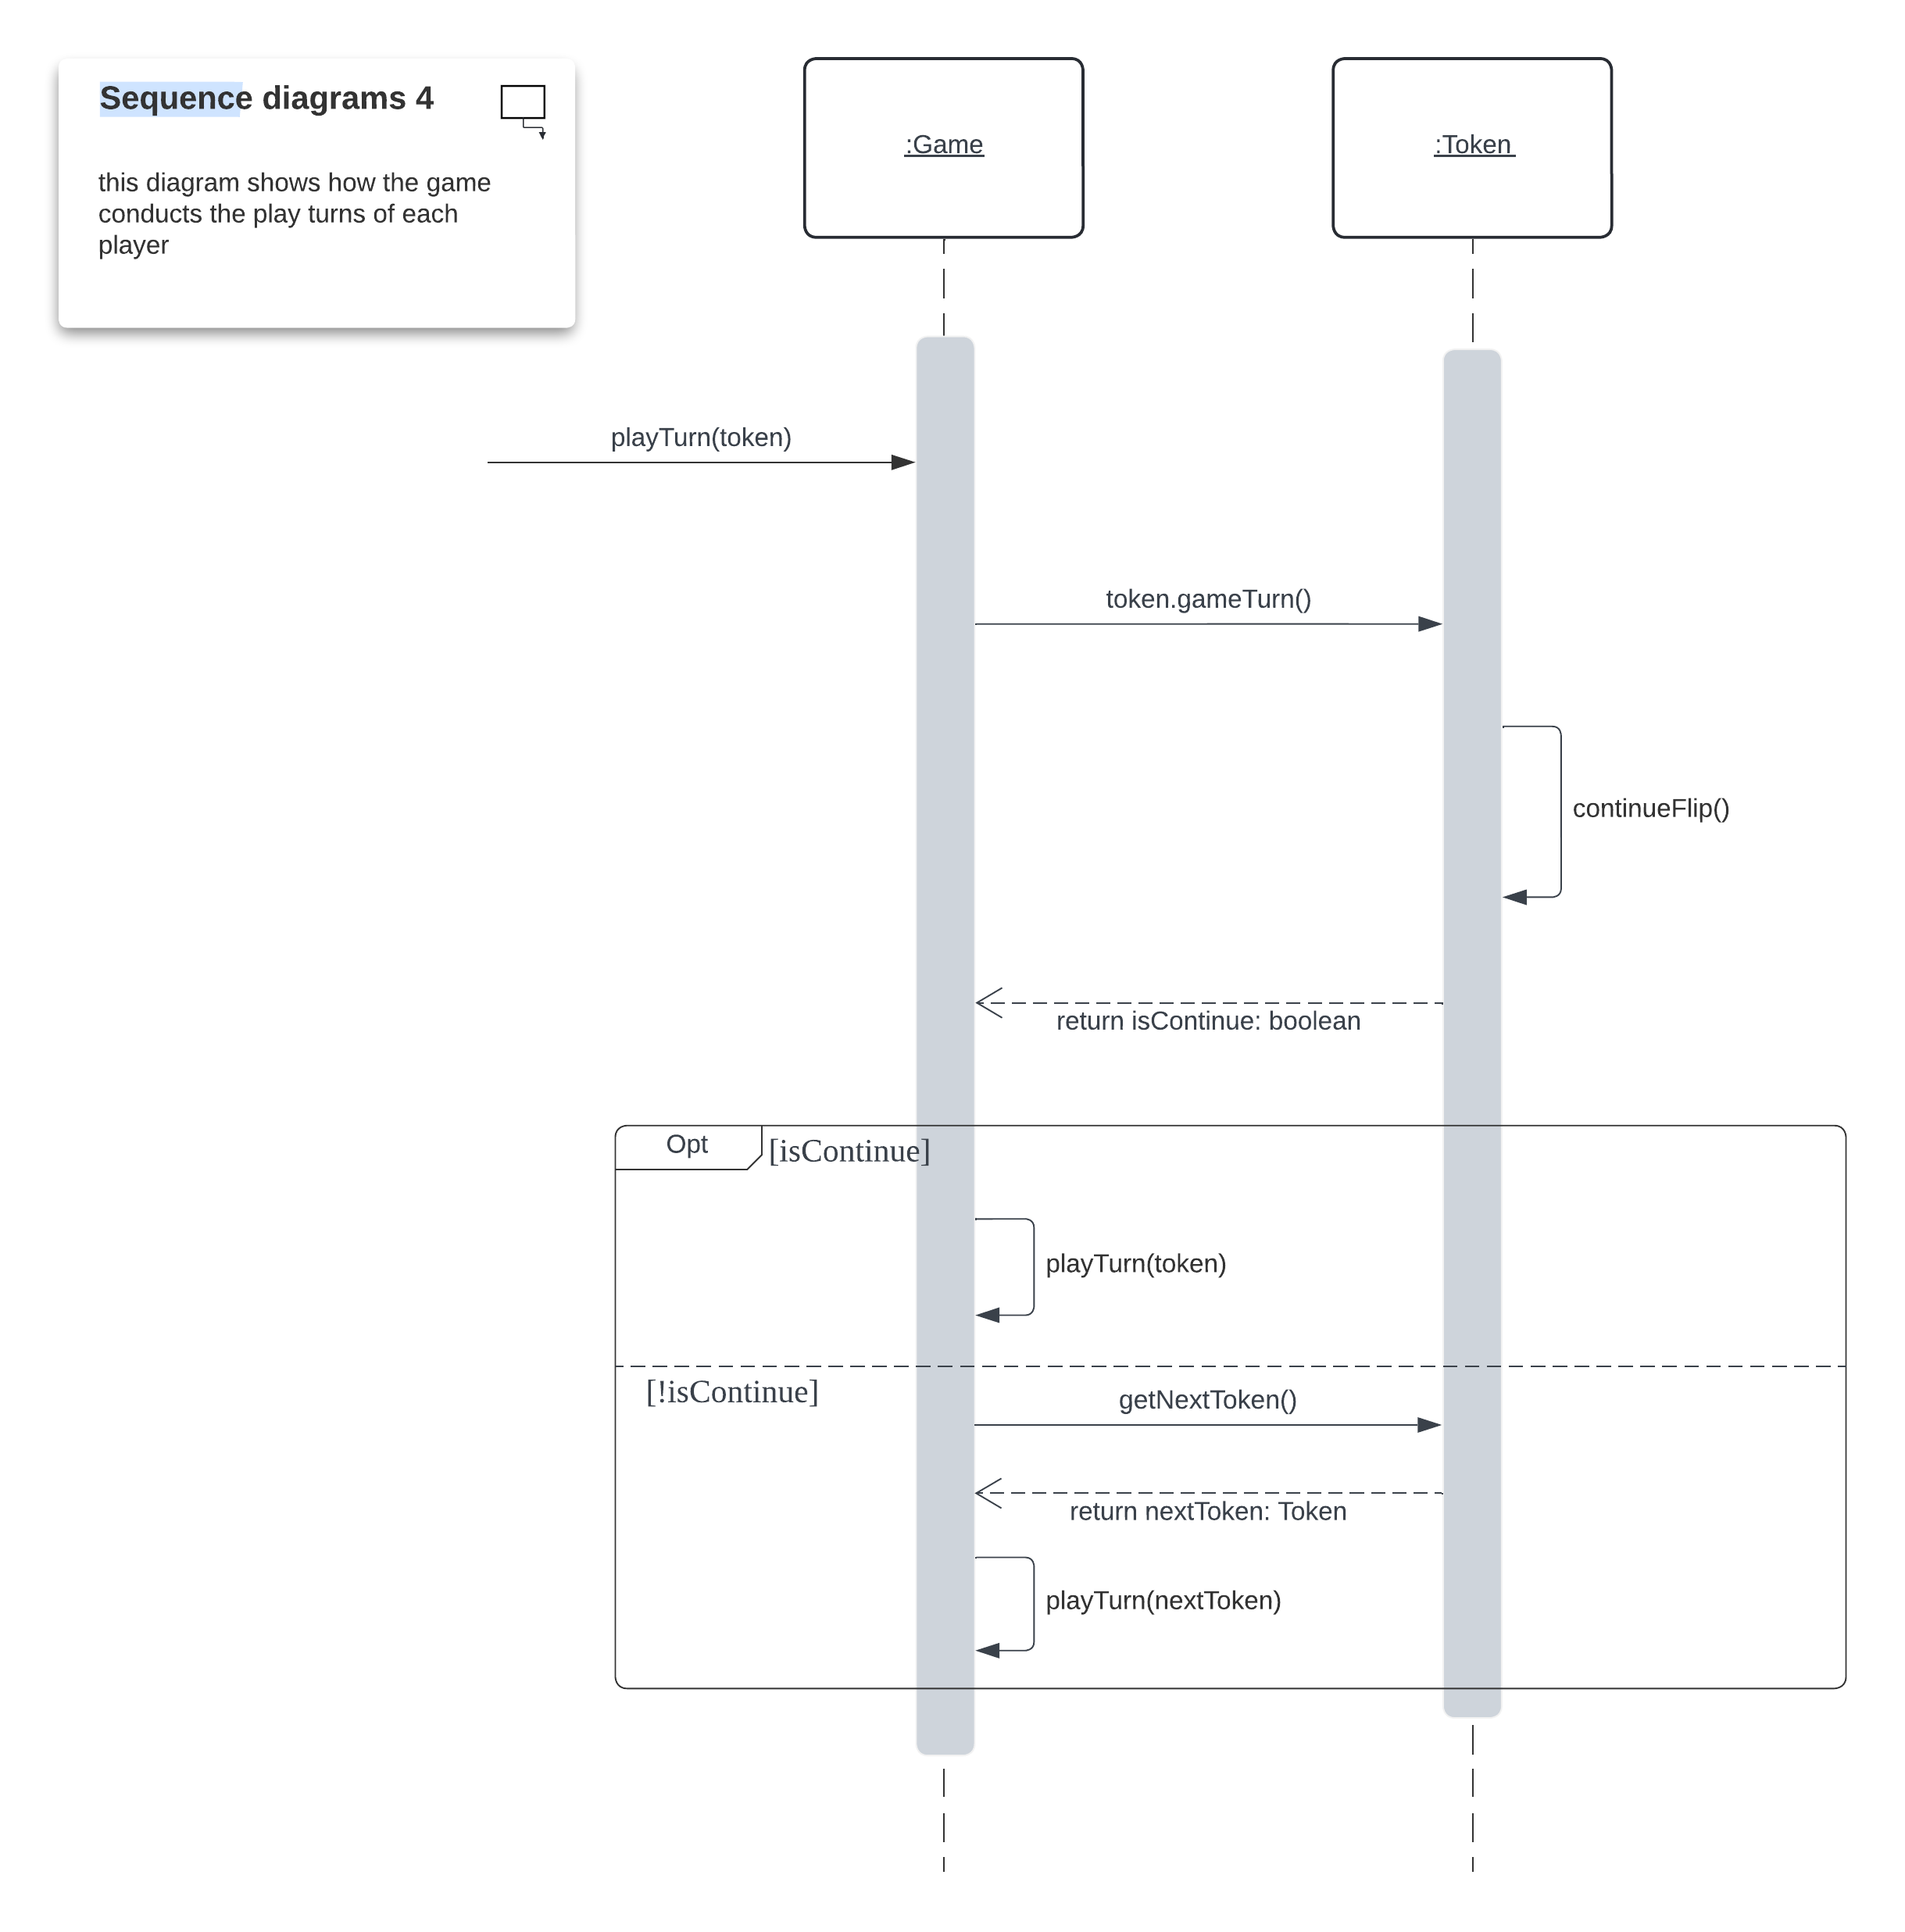 Sequence diagrams 4
this diagram shows how the game
conducts the play turns of each
player
:Game
:Token
playTurn(token)
token.gameTurn()
continueFlip()
return isContinue: boolean
Opt
[isContinue]
playTurn(token)
[!isContinue]
getNextToken()
return nextToken: Token
playTurn(nextToken)